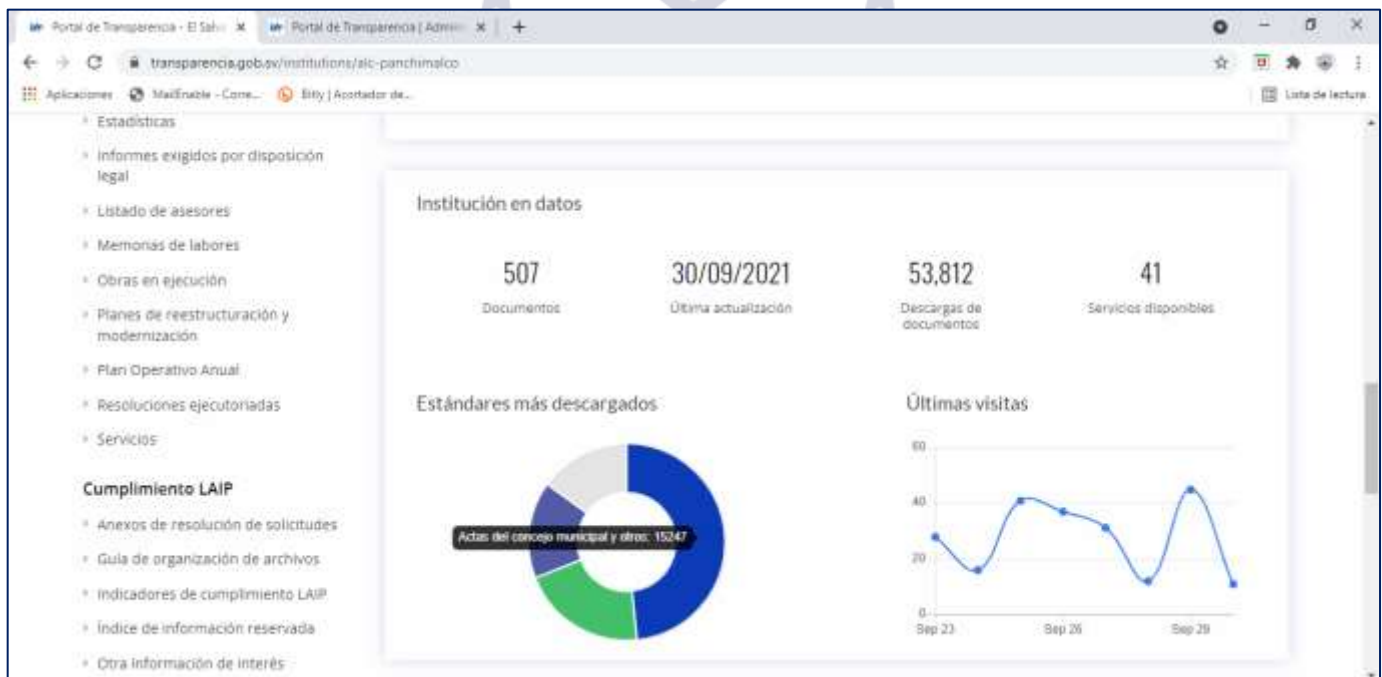 Portal de Transparencia - El Salv
Portal de Transparencia | Admin
transparencia.gob.sv/institutions/alc-panchimalco
Aplicaciones
MailEnable - Corre...
Bitly | Acortador de...
Lista de lectura
Estadísticas
Informes exigidos por disposición
legal
Listado de asesores
Memorias de labores
Obras en ejecución
Planes de reestructuración y
modernización
Plan Operativo Anual
Resoluciones ejecutoriadas
Servicios
Cumplimiento LAIP
Anexos de resolución de solicitudes
Guía de organización de archivos
Indicadores de cumplimiento LAIP
Índice de información reservada
Otra información de interés
Institución en datos
507
Documentos
30/09/2021
Última actualización
53,812
Descargas de
documentos
41
Servicios disponibles
Estándares más descargados
Actas del concejo municipal y otros: 15247
Últimas visitas
60
40
20
0
Sep 23
Sep 26
Sep 29